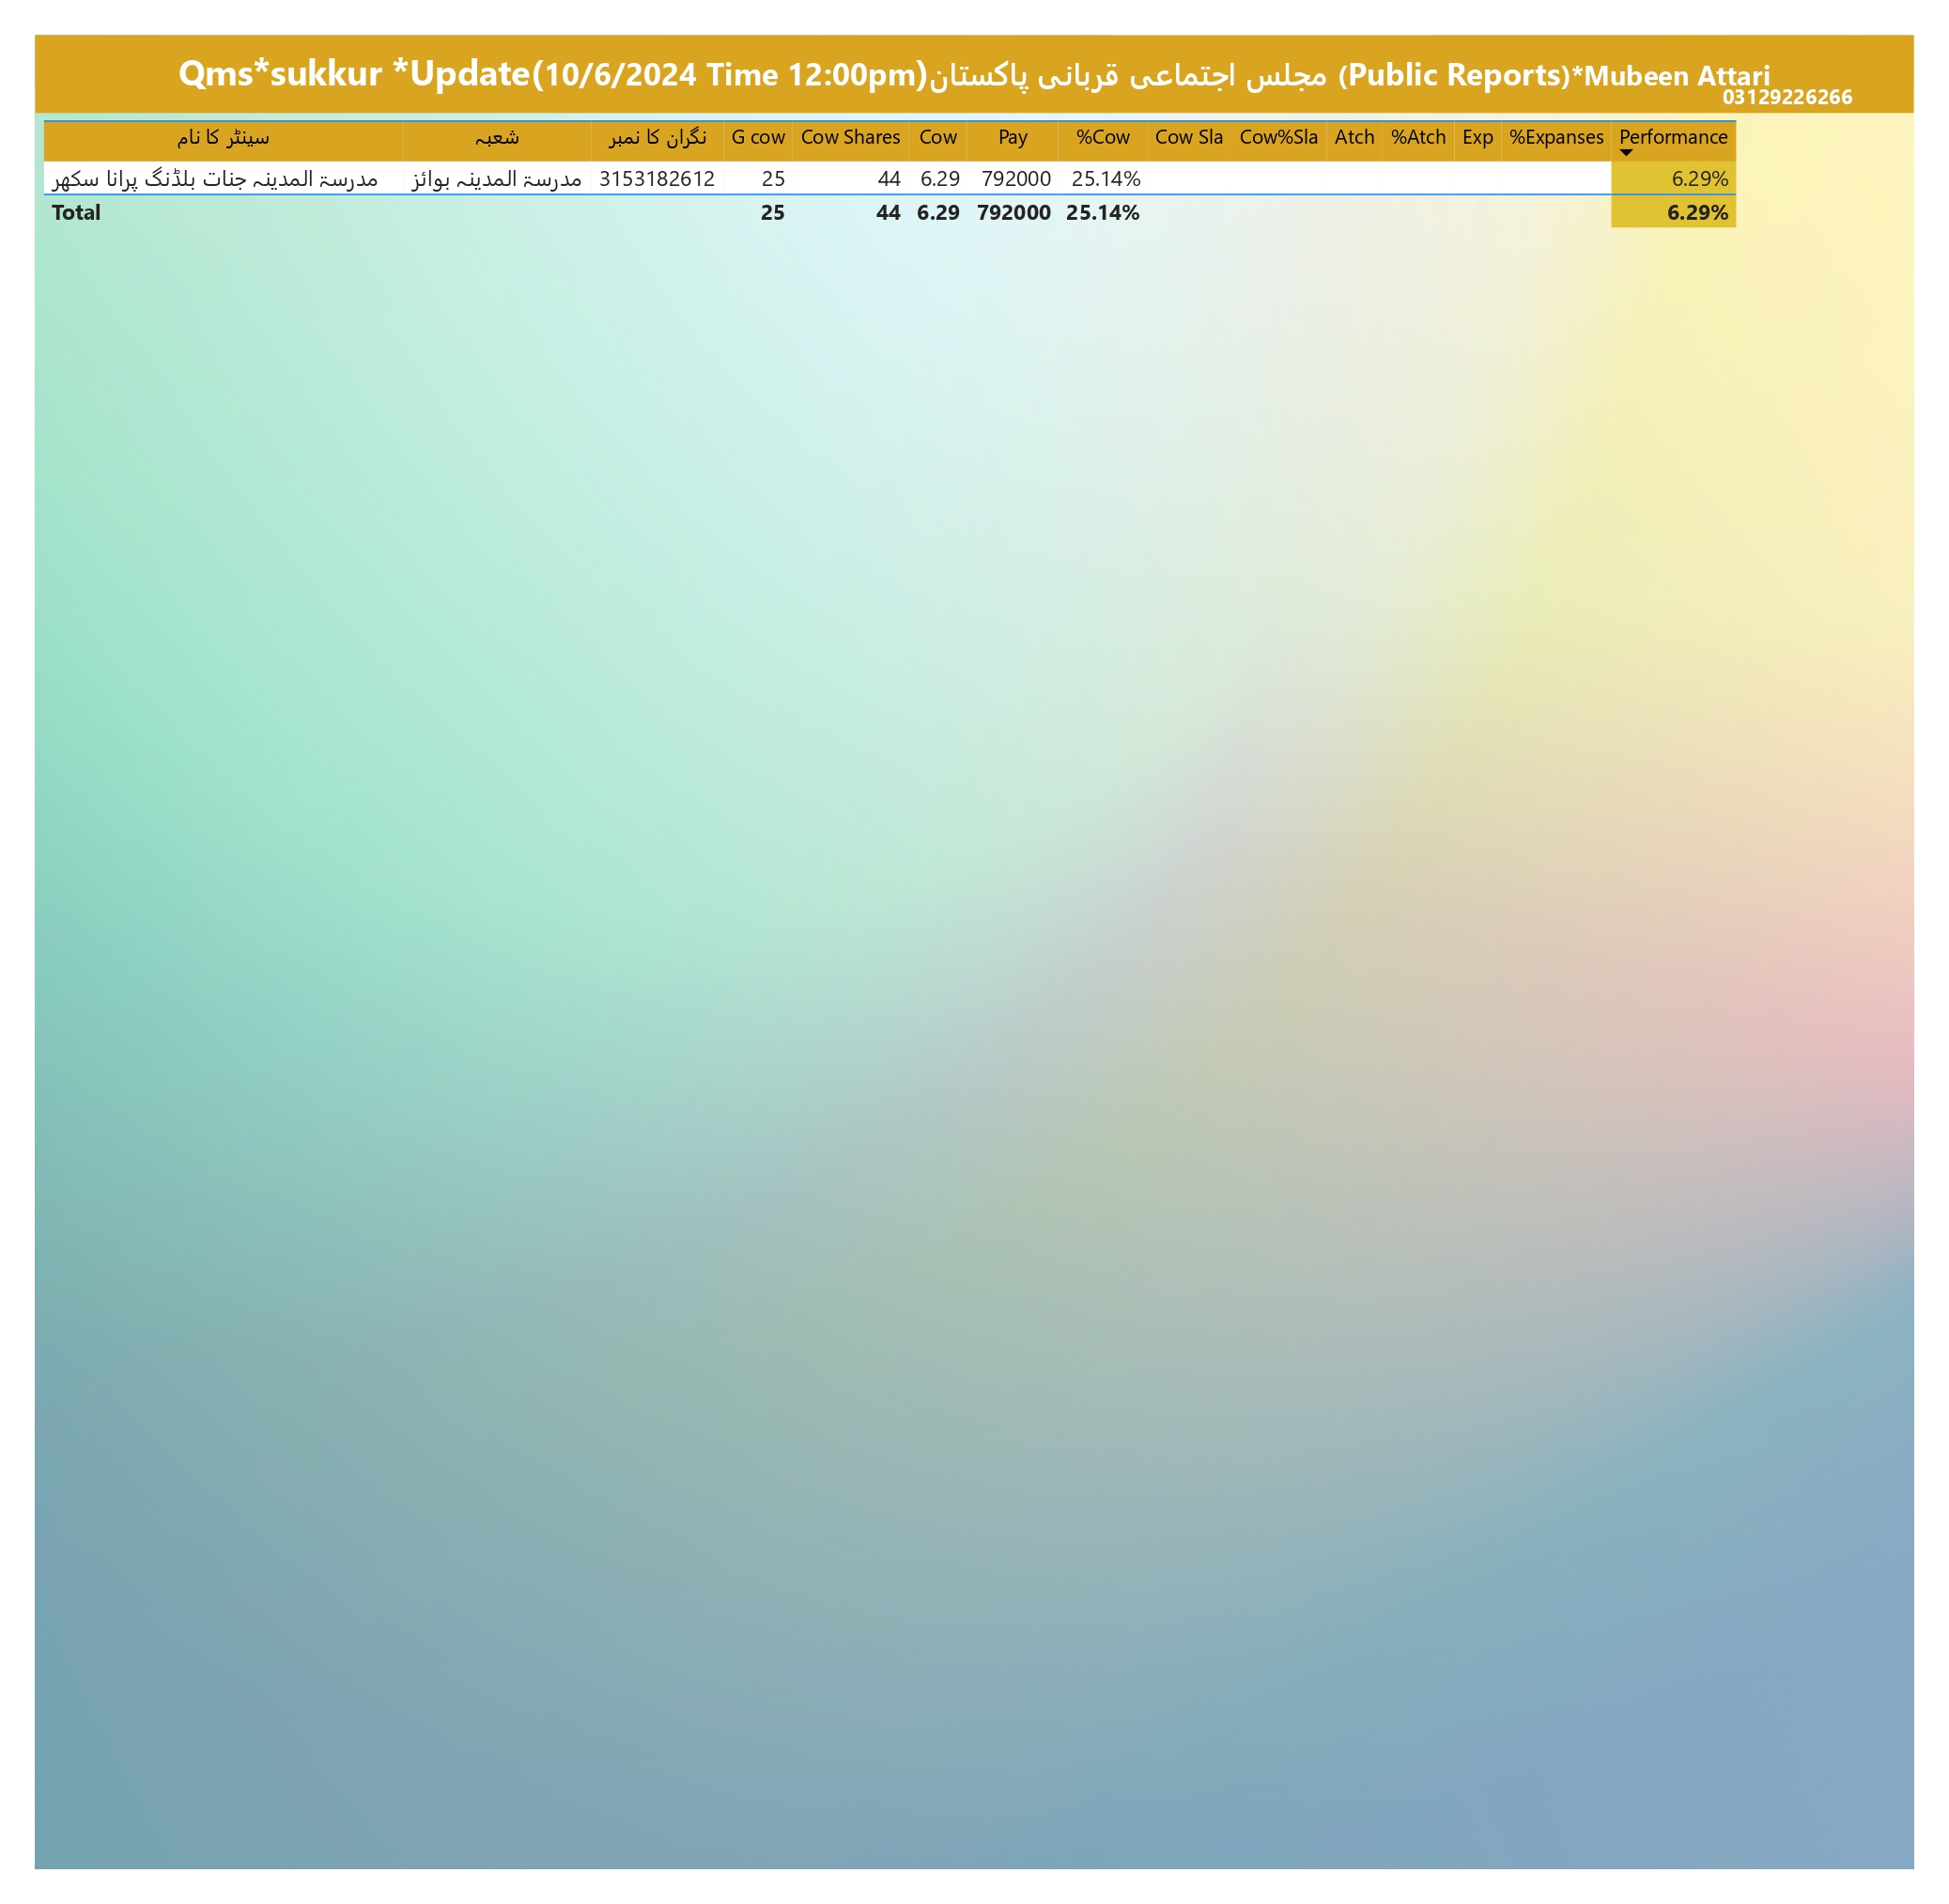 Qms*sukkur *Update(10/6/2024 Time 12:00pm)مجلس اجتماعی قربانی پاکستان (Public Reports)*Mubeen Attari
03129226266
سینٹر کا نام شعبہ نگران کا نمبر G cow Cow Shares Cow Pay %Cow Cow Sla Cow%Sla Atch %Atch Exp %Expanses Performance
مدرسۃ المدینہ جنات بلڈنگ پرانا سکھر مدرسۃ المدینہ بوائز 3153182612 25 44 6.29 792000 25.14% 6.29%
Total 25 44 6.29 792000 25.14% 6.29%